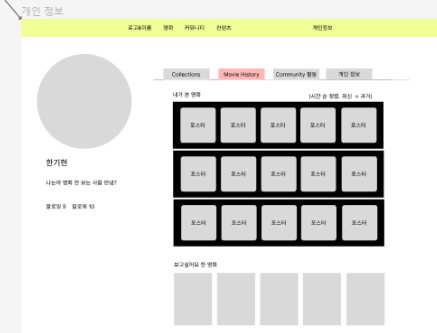 개인 정보
로고&이름 영화 커뮤니티 컨텐츠 개인정보
Collections Movie History Community 활동 개인 정보
내가 본 영화 (시간 순 정렬, 최신 -> 과거)
포스터 포스터 포스터 포스터 포스터
포스터 포스터 포스터 포스터 포스터
포스터 포스터 포스터 포스터 포스터
한기현
나는야 영화 안 보는 사람 안녕?
팔로잉 9 팔로워 10
보고싶어요 한 영화